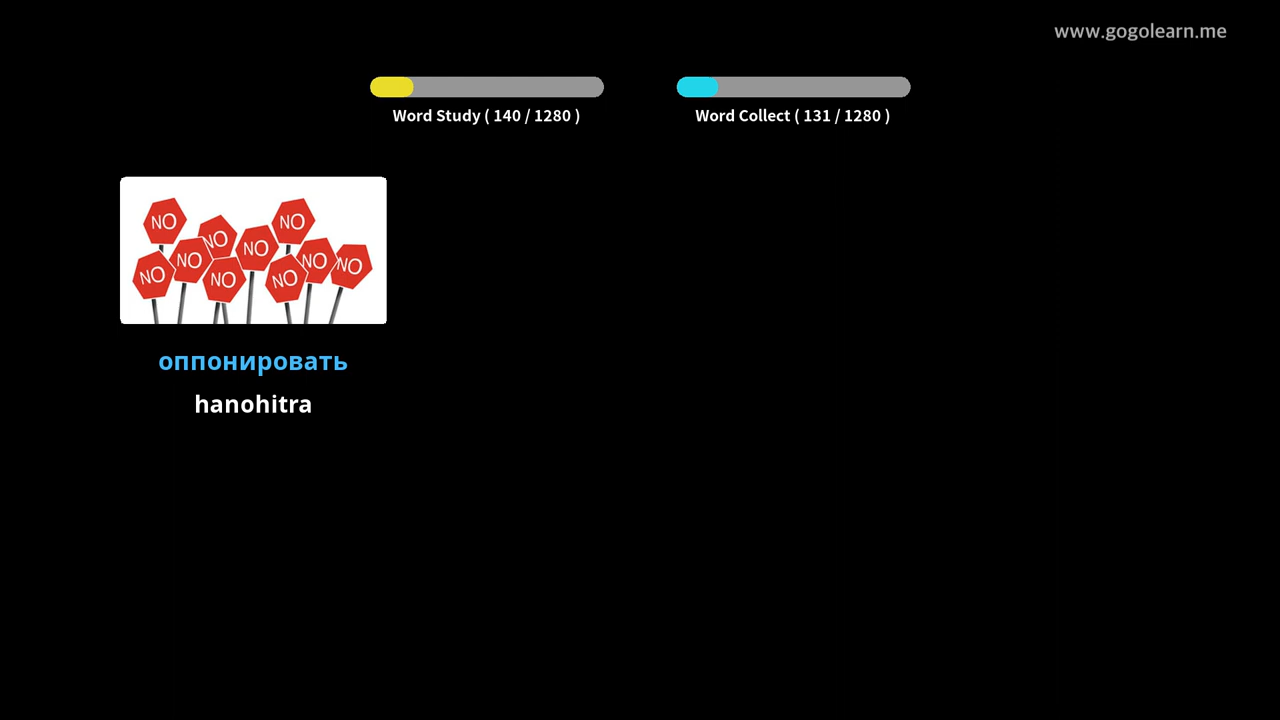 www.gogolearn.me
Word Study ( 140 / 1280 )
Word Collect ( 131 / 1280 )
NO
NO
NO
NO
NO
NO
NO
NO
NO
NO
оппонировать
hanohitra